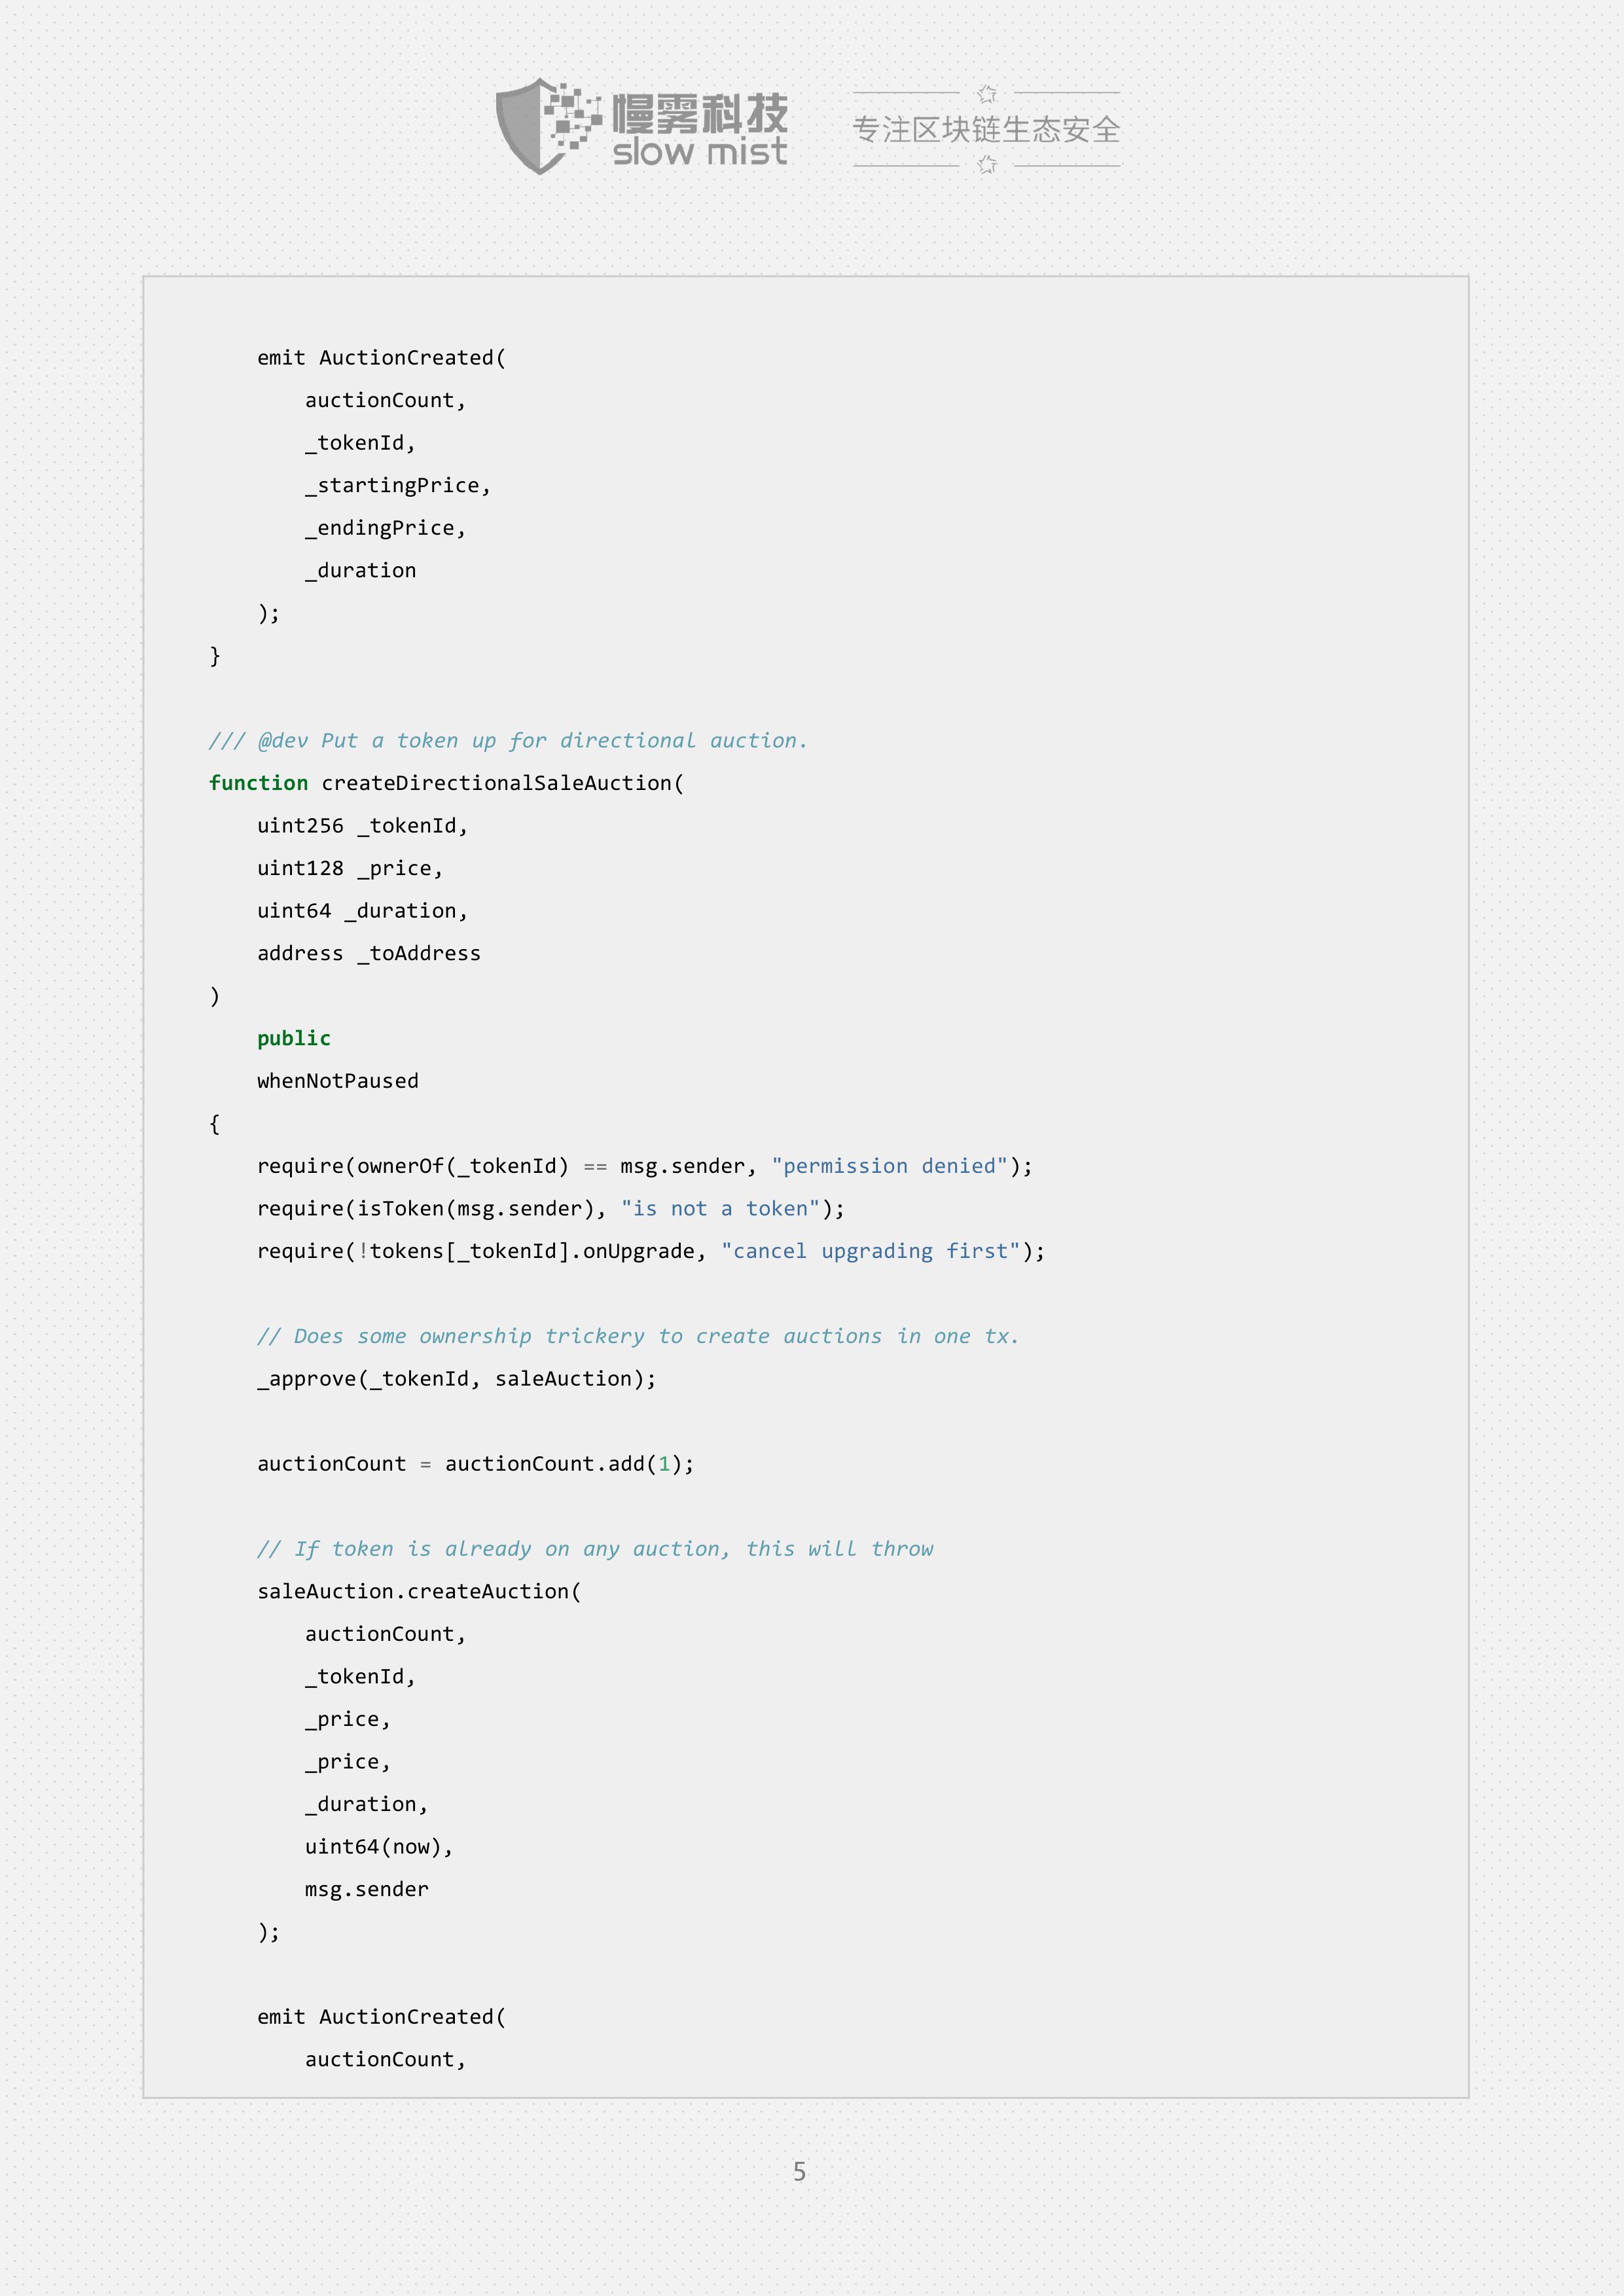 慢雾科技
slow mist
专注区块链生态安全
emit AuctionCreated(
auctionCount,
_tokenId,
_startingPrice,
_endingPrice,
_duration
);
}
/// @dev Put a token up for directional auction.
function createDirectionalSaleAuction(
uint256 _tokenId,
uint128 _price,
uint64 _duration,
address _toAddress
)
public
whenNotPaused
{
require(ownerOf(_tokenId) == msg.sender, "permission denied");
require(isToken(msg.sender), "is not a token");
require(!tokens[_tokenId].onUpgrade, "cancel upgrading first");
// Does some ownership trickery to create auctions in one tx.
_approve(_tokenId, saleAuction);
auctionCount = auctionCount.add(1);
// If token is already on any auction, this will throw
saleAuction.createAuction(
auctionCount,
_tokenId,
_price,
_price,
_duration,
uint64(now),
msg.sender
);
emit AuctionCreated(
auctionCount,
5